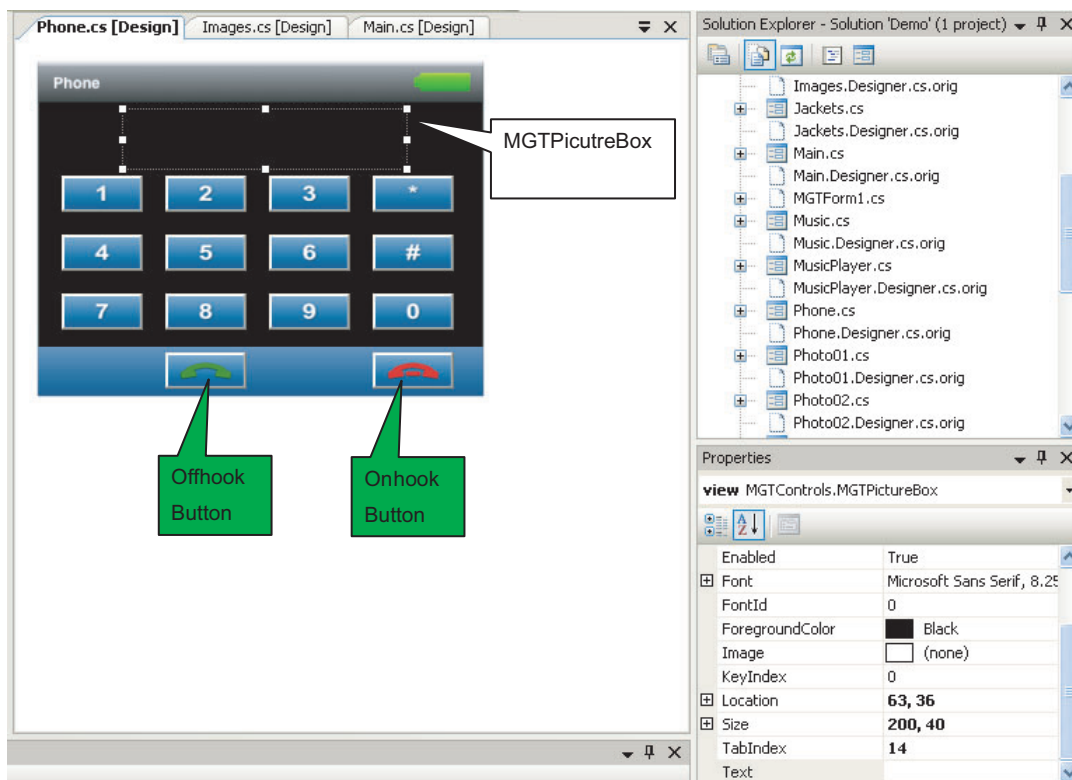 Phone.cs [Design] Images.cs [Design] Main.cs [Design]
Phone
MGTPicutreBox
1 2 3 *
4 5 6 #
7 8 9 0
Offhook
Button
Onhook
Button
Solution Explorer - Solution 'Demo' (1 project)
Images.Designer.cs.orig
Jackets.cs
Jackets.Designer.cs.orig
Main.cs
Main.Designer.cs.orig
MGTForm1.cs
Music.cs
Music.Designer.cs.orig
MusicPlayer.cs
MusicPlayer.Designer.cs.orig
Phone.cs
Phone.Designer.cs.orig
Photo01.cs
Photo01.Designer.cs.orig
Photo02.cs
Photo02.Designer.cs.orig
Properties
view MGTControls.MGTPictureBox
Enabled True
Font Microsoft Sans Serif, 8.25
FontId 0
ForegroundColor Black
Image (none)
KeyIndex 0
Location 63, 36
Size 200, 40
TabIndex 14
Text